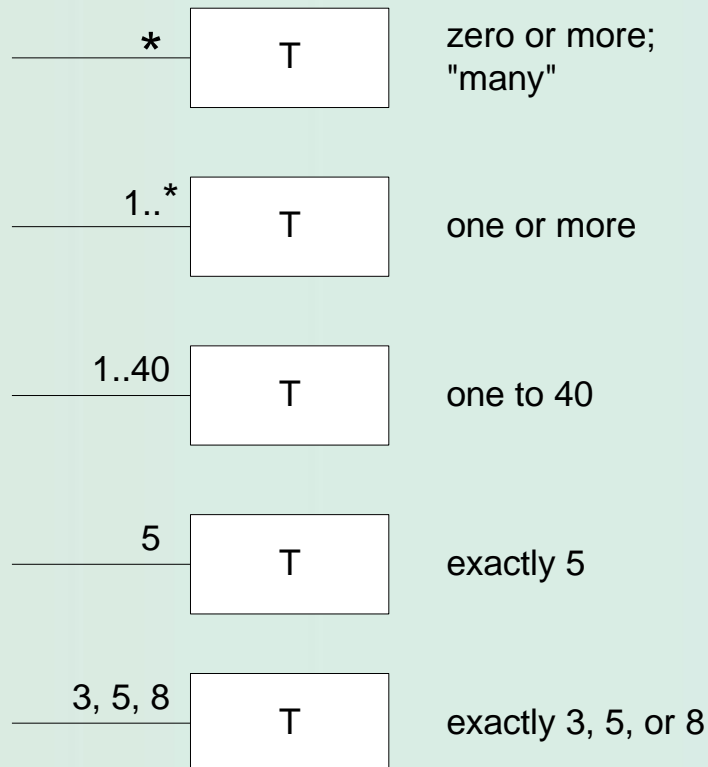 * T zero or more;
"many"
1..* T one or more
1..40 T one to 40
5 T exactly 5
3, 5, 8 T exactly 3, 5, or 8